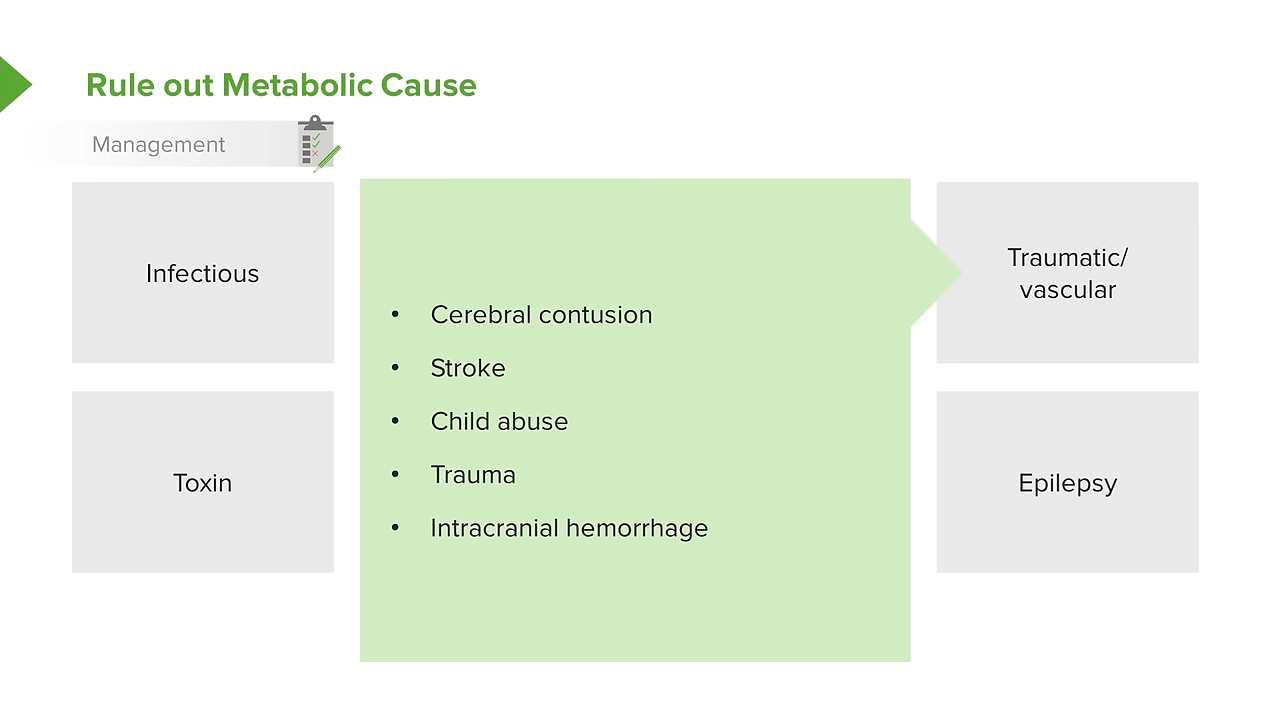 Rule out Metabolic Cause
Management
Infectious
Toxin
• Cerebral contusion
• Stroke
• Child abuse
• Trauma
• Intracranial hemorrhage
Traumatic/
vascular
Epilepsy